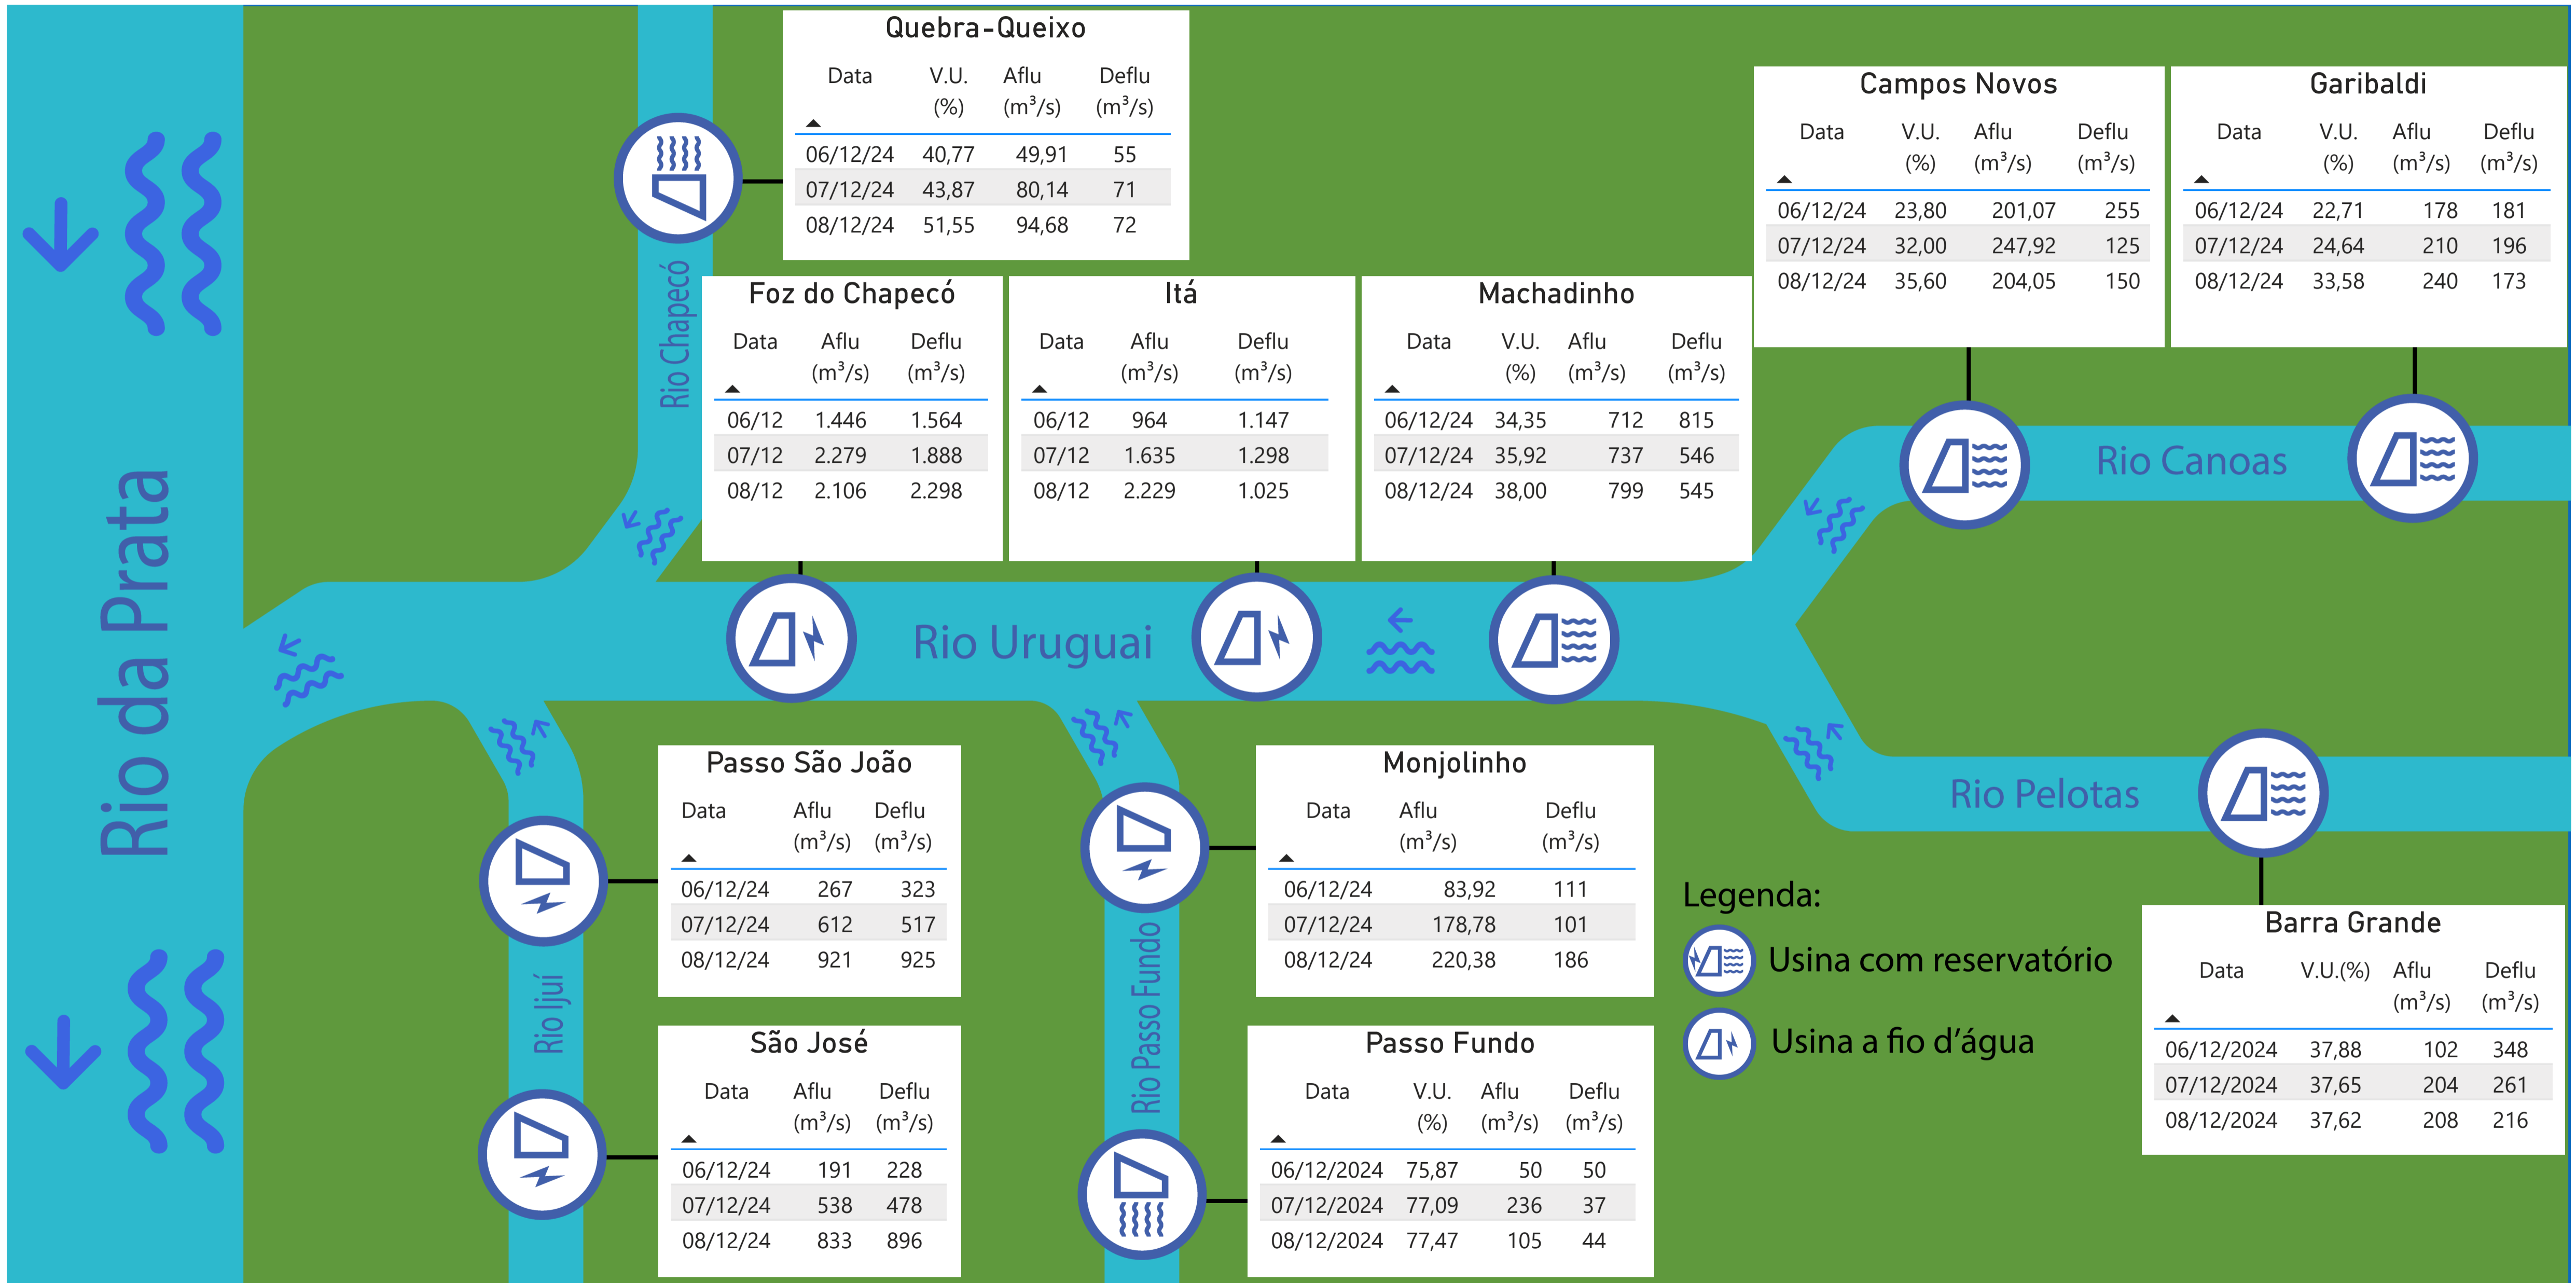 Rio da Prata
Quebra-Queixo
Data V.U. (%) Aflu (m³/s) Deflu (m³/s)
06/12/24 40,77 49,91 55
07/12/24 43,87 80,14 71
08/12/24 51,55 94,68 72
Rio Chapecó
Campos Novos
Data V.U. (%) Aflu (m³/s) Deflu (m³/s)
06/12/24 23,80 201,07 255
07/12/24 32,00 247,92 125
08/12/24 35,60 204,05 150
Garibaldi
Data V.U. (%) Aflu (m³/s) Deflu (m³/s)
06/12/24 22,71 178 181
07/12/24 24,64 210 196
08/12/24 33,58 240 173
Foz do Chapecó
Data Aflu (m³/s) Deflu (m³/s)
06/12 1.446 1.564
07/12 2.279 1.888
08/12 2.106 2.298
Itá
Data Aflu (m³/s) Deflu (m³/s)
06/12 964 1.147
07/12 1.635 1.298
08/12 2.229 1.025
Machadinho
Data V.U. (%) Aflu (m³/s) Deflu (m³/s)
06/12/24 34,35 712 815
07/12/24 35,92 737 546
08/12/24 38,00 799 545
Rio Canoas
Rio Uruguai
Rio Pelotas
Passo São João
Data Aflu (m³/s) Deflu (m³/s)
06/12/24 267 323
07/12/24 612 517
08/12/24 921 925
Rio Ijuí
São José
Data Aflu (m³/s) Deflu (m³/s)
06/12/24 191 228
07/12/24 538 478
08/12/24 833 896
Monjolinho
Data Aflu (m³/s) Deflu (m³/s)
06/12/24 83,92 111
07/12/24 178,78 101
08/12/24 220,38 186
Rio Passo Fundo
Passo Fundo
Data V.U. (%) Aflu (m³/s) Deflu (m³/s)
06/12/2024 75,87 50 50
07/12/2024 77,09 236 37
08/12/2024 77,47 105 44
Legenda:
Usina com reservatório
Usina a fio d'água
Barra Grande
Data V.U.(%) Aflu (m³/s) Deflu (m³/s)
06/12/2024 37,88 102 348
07/12/2024 37,65 204 261
08/12/2024 37,62 208 216